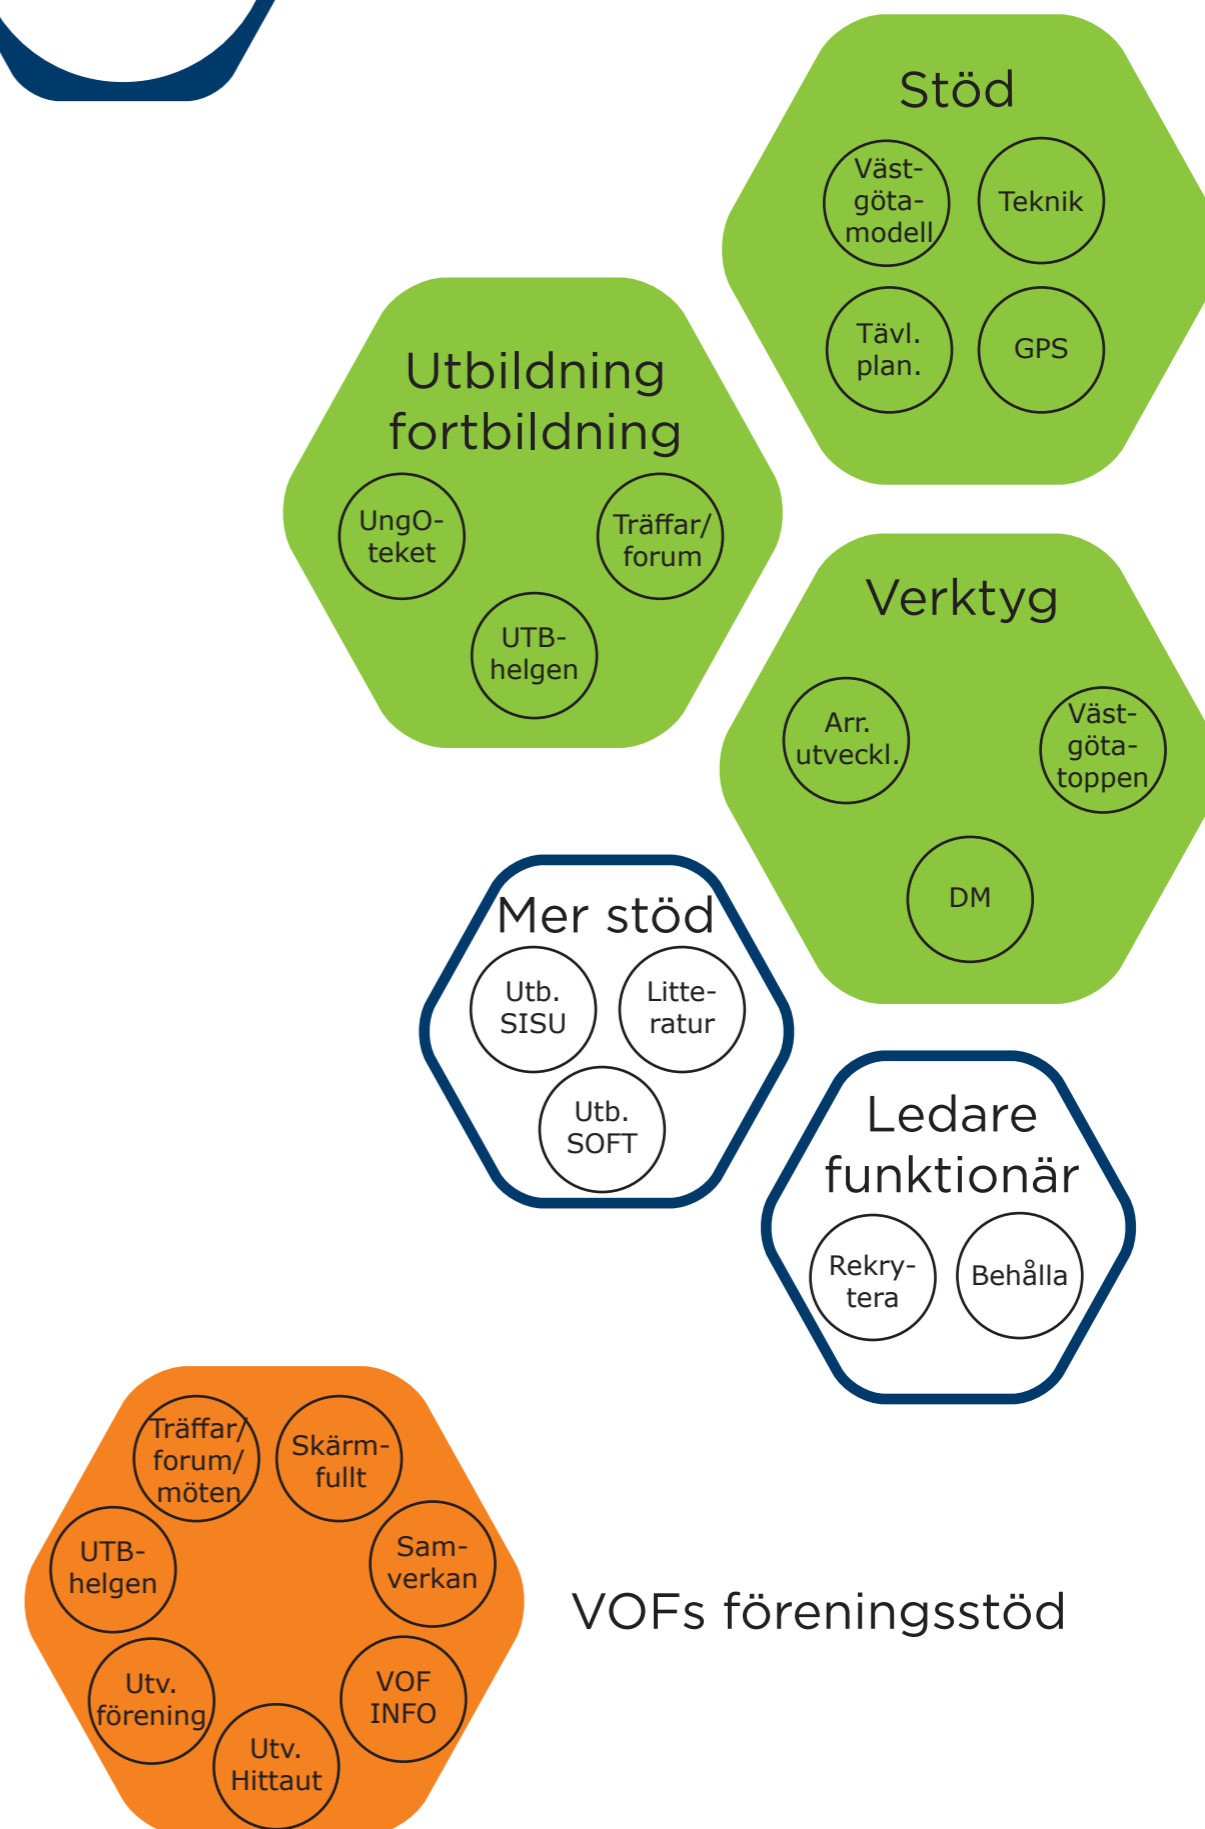 Stöd
Väst-
göta-
modell
Teknik
Tävl.
plan.
GPS
Utbildning
fortbildning
UngO-
teket
Träffar/
forum
UTB-
helgen
Verktyg
Arr.
utveckl.
Väst-
göta-
toppen
DM
Mer stöd
Utb.
SISU
Litte-
ratur
Utb.
SOFT
Ledare
funktionär
Rekry-
tera
Behålla
Träffar/
forum/
möten
Skärm-
fullt
UTB-
helgen
Sam-
verkan
Utv.
förening
VOF
INFO
Utv.
Hittaut
VOFs föreningsstöd